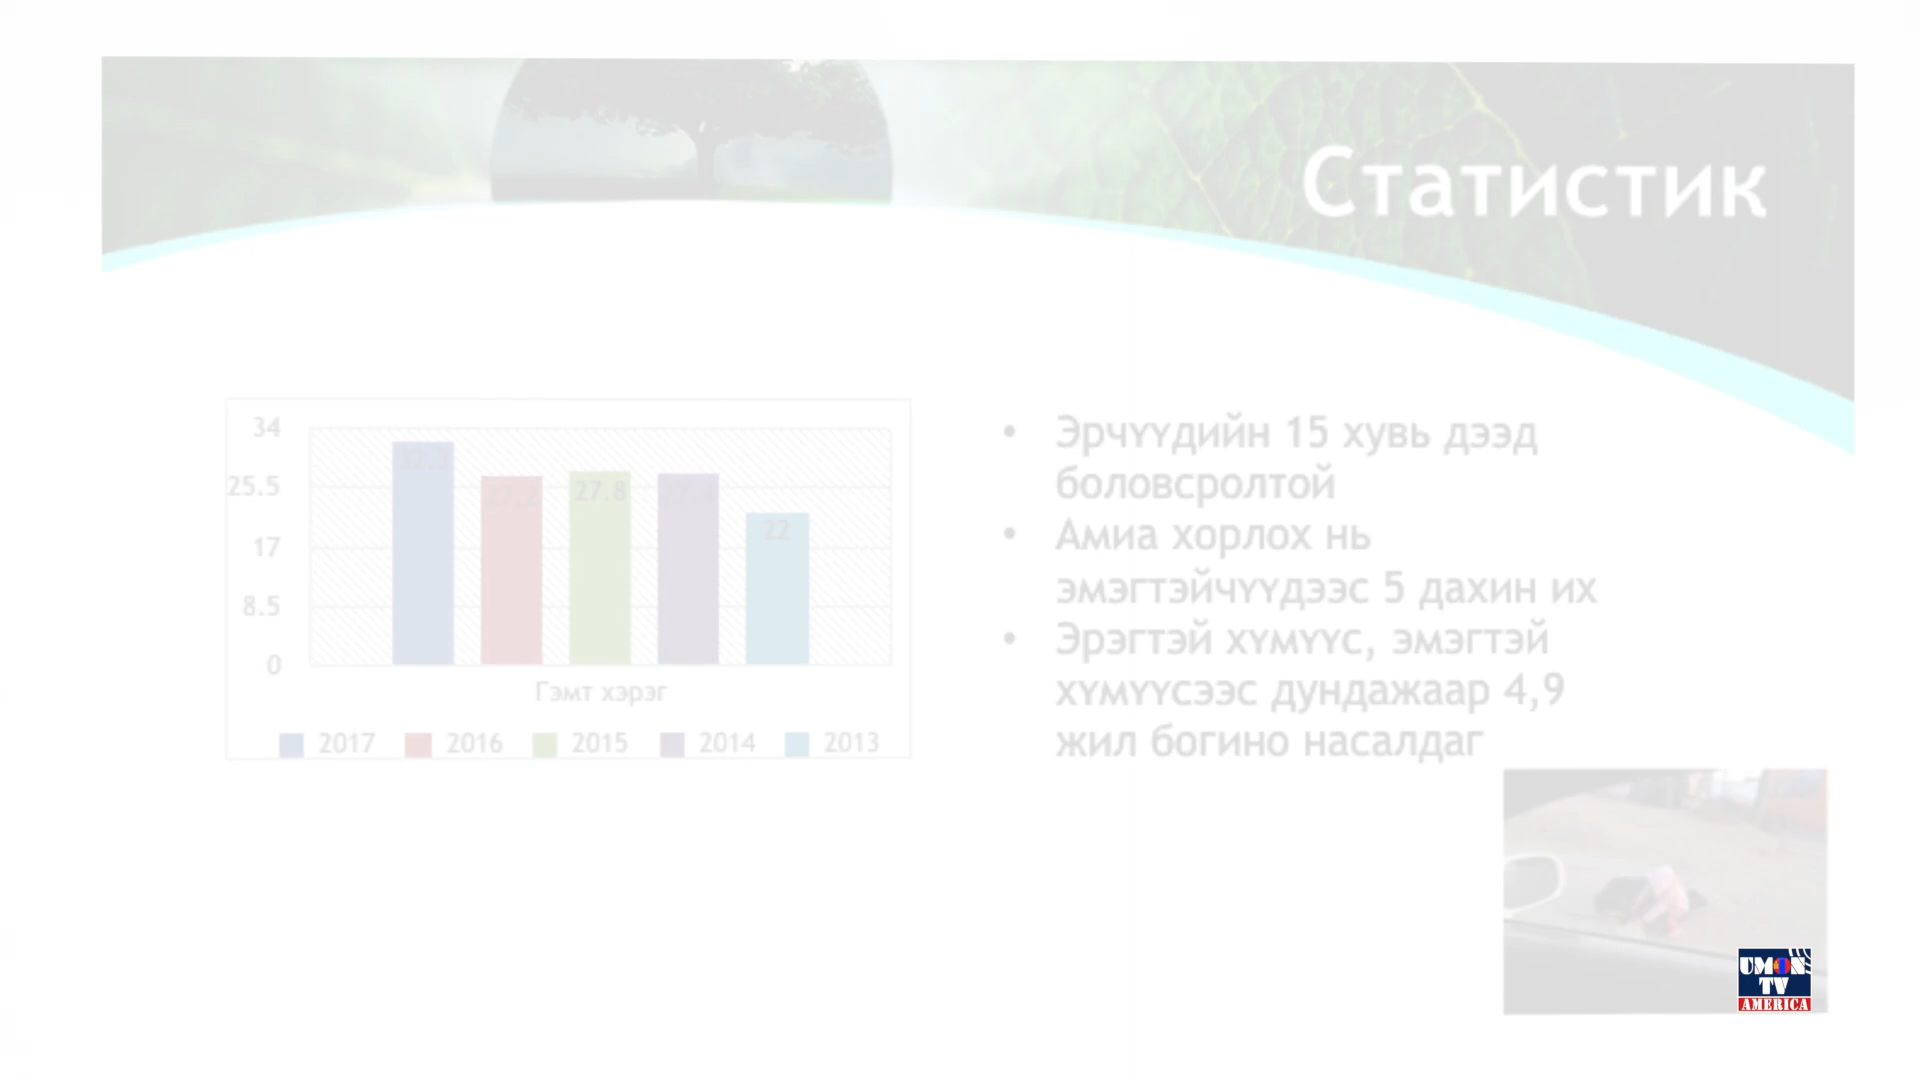 Статистик
34
25.5
17
8.5
0
27.2
27.8
22
Гэмт хэрэг
2017 2016 2015 2014 2013
• Эрчүүдийн 15 хувь дээд
боловсролтой
• Амиа хорлох нь
эмэгтэйчүүдээс 5 дахин их
• Эрэгтэй хүмүүс, эмэгтэй
хүмүүсээс дундажаар 4,9
жил богино насалдаг
UMON
TV
AMERICA